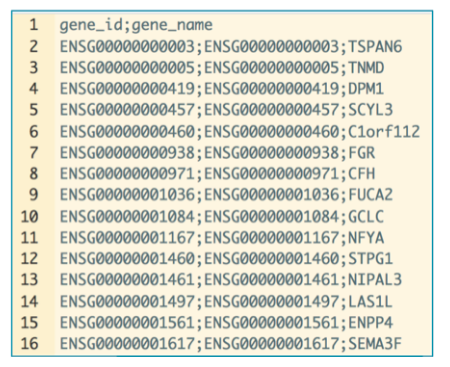 1 gene_id;gene_name
2 ENSG00000000003;ENSG00000000003;TSPAN6
3 ENSG00000000005;ENSG00000000005;TNMD
4 ENSG00000000419;ENSG00000000419;DPM1
5 ENSG00000000457;ENSG00000000457;SCYL3
6 ENSG00000000460;ENSG00000000460;C1orf112
7 ENSG00000000938;ENSG00000000938;FGR
8 ENSG00000000971;ENSG00000000971;CFH
9 ENSG00000001036;ENSG00000001036;FUCA2
10 ENSG00000001084;ENSG00000001084;GCLC
11 ENSG00000001167;ENSG00000001167;NFYA
12 ENSG00000001460;ENSG00000001460;STPG1
13 ENSG00000001461;ENSG00000001461;NIPAL3
14 ENSG00000001497;ENSG00000001497;LAS1L
15 ENSG00000001561;ENSG00000001561;ENPP4
16 ENSG00000001617;ENSG00000001617;SEMA3F